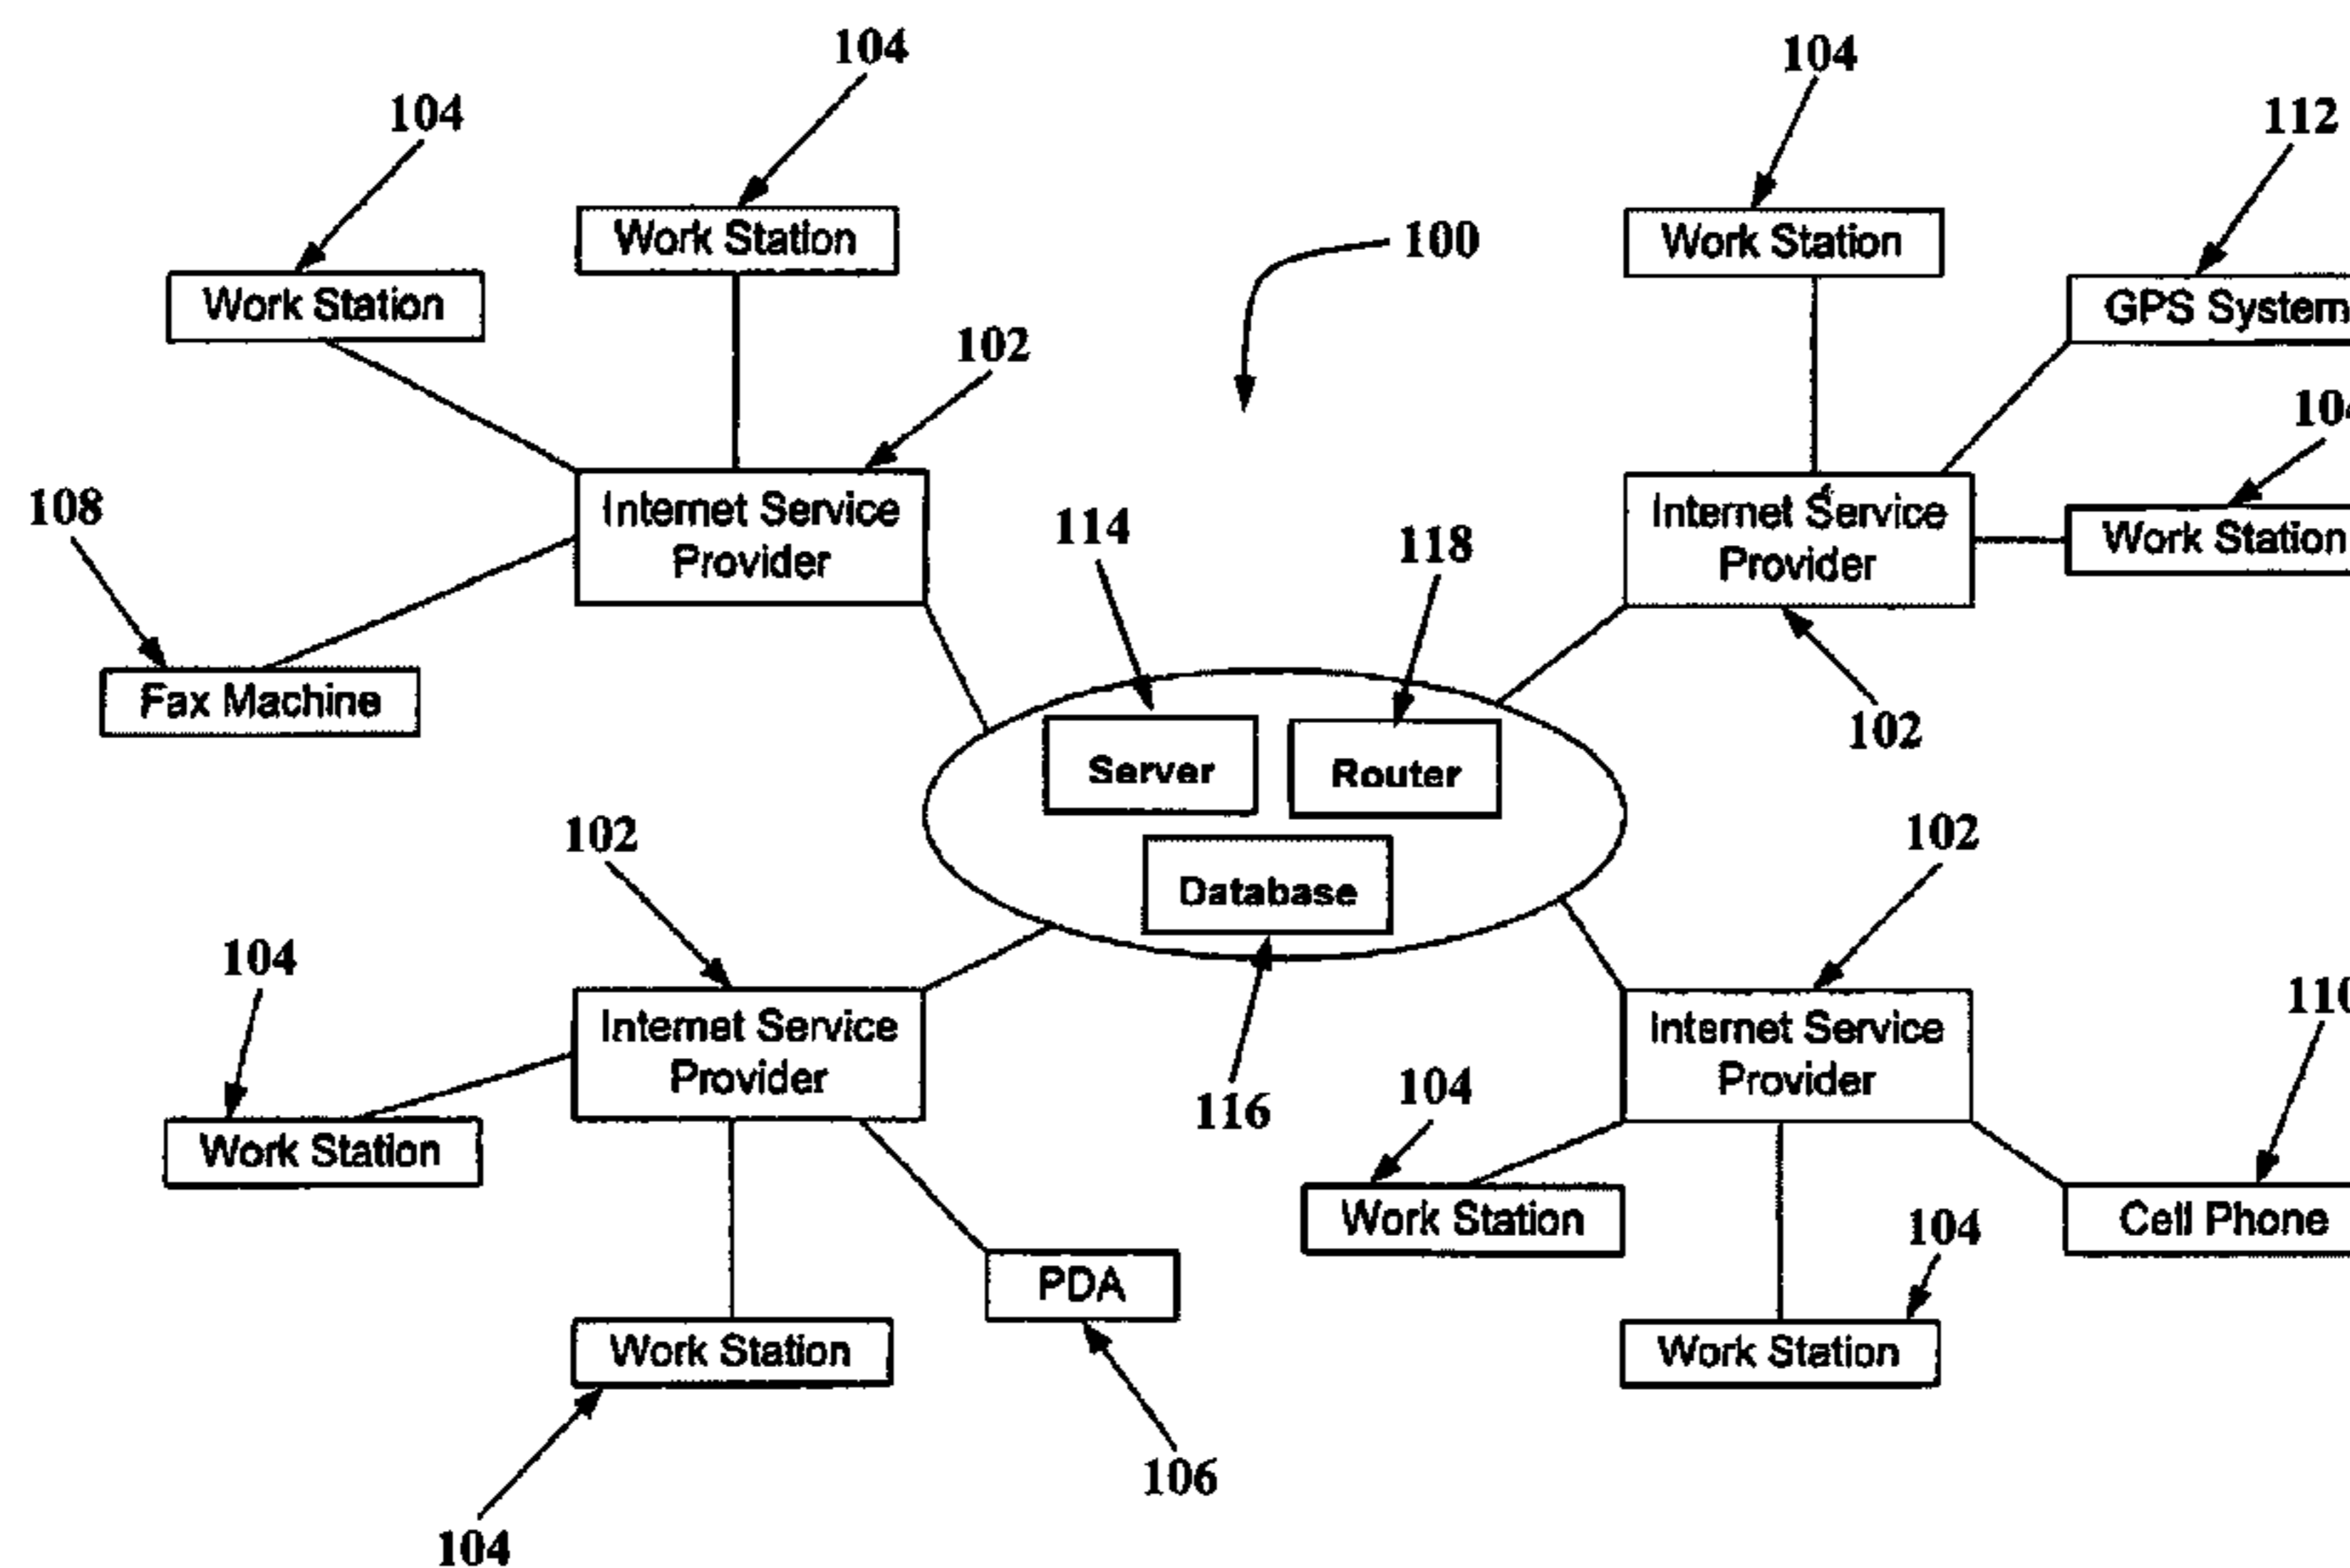 104
104
104
112
Work Station
100
Work Station
GPS System
Work Station
102
104
Internet Service
Provider
108
114
118
Internet Service
Provider
Work Station
Fax Machine
102
Server
Router
102
102
Database
104
110
Internet Service
Provider
Internet Service
Provider
104
116
Work Station
Work Station
Cell Phone
104
PDA
Work Station
Work Station
106
104